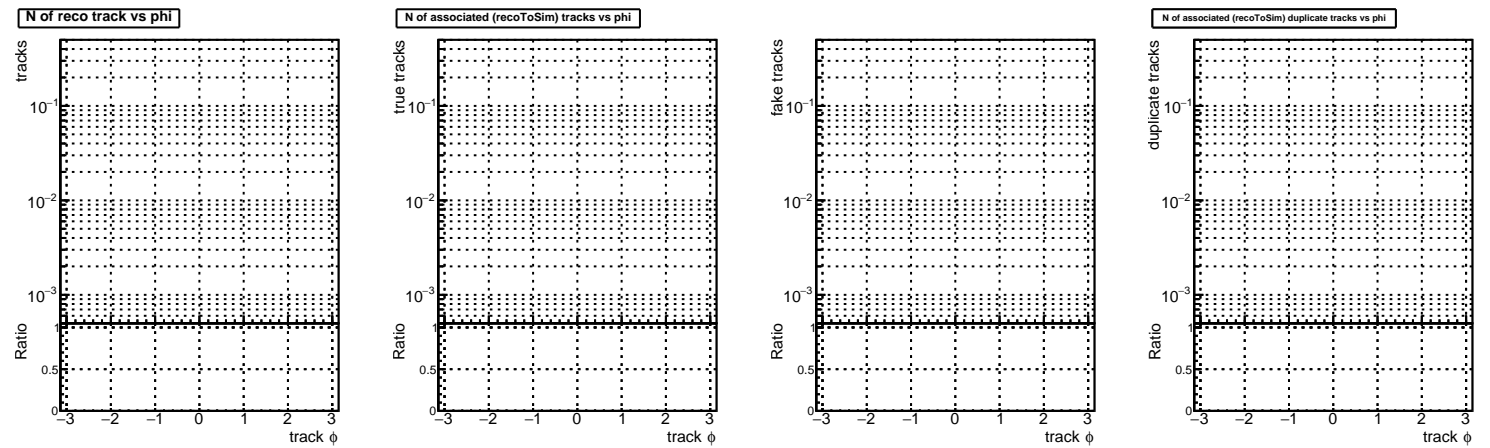 N of reco track vs phi
tracks
10⁻¹
10⁻²
10⁻³
Ratio
1
0.5
0
−3 −2 −1 0 1 2 3
track ϕ
N of associated (recoToSim) tracks vs phi
true tracks
10⁻¹
10⁻²
10⁻³
Ratio
1
0.5
0
−3 −2 −1 0 1 2 3
track ϕ
fake tracks
10⁻¹
10⁻²
10⁻³
Ratio
1
0.5
0
−3 −2 −1 0 1 2 3
track ϕ
N of associated (recoToSim) duplicate tracks vs phi
duplicate tracks
10⁻¹
10⁻²
10⁻³
Ratio
1
0.5
0
−3 −2 −1 0 1 2 3
track ϕ